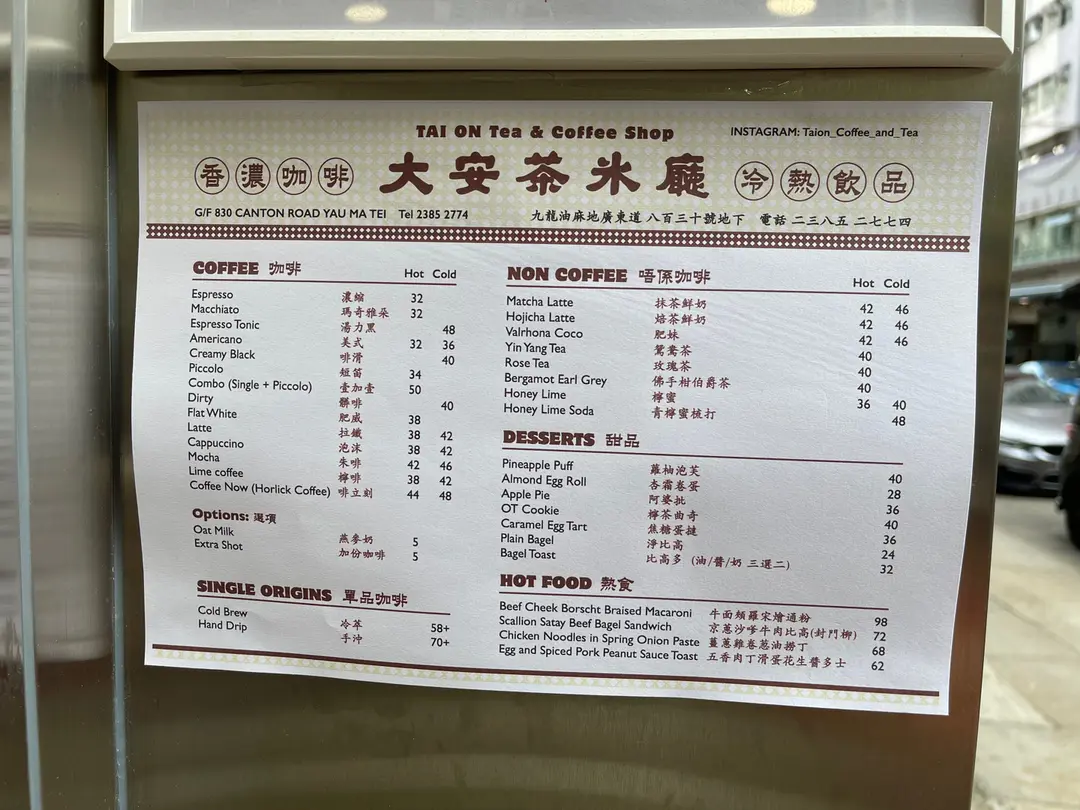 TAI ON Tea & Coffee Shop
INSTAGRAM: Taion_Coffee_and_Tea
香濃咖啡 大安茶氷廳 冷熱飲品
G/F 830 CANTON ROAD YAU MA TEI Tel 2385 2774
九龍油麻地廣東道 八百三十號地下 電話 二三八五 二七七四
COFFEE 咖啡 Hot Cold
Espresso 濃縮 32
Macchiato 瑪奇雅朵 32
Espresso Tonic 湯力黑 48
Americano 美式 32 36
Creamy Black 啡滑 40
Piccolo 短笛 34
Combo (Single + Piccolo) 壹加壹 50
Dirty 髒啡 40
Flat White 肥威 38
Latte 拉鐵 38 42
Cappuccino 泡沫 38 42
Mocha 朱啡 42 46
Lime coffee 檸啡 38 42
Coffee Now (Horlick Coffee) 啡立刻 44 48
Options: 選項
Oat Milk 燕麥奶 5
Extra Shot 加份咖啡 5
SINGLE ORIGINS 單品咖啡
Cold Brew 冷萃 58+
Hand Drip 手沖 70+
NON COFFEE 唔係咖啡 Hot Cold
Matcha Latte 抹茶鮮奶 42 46
Hojicha Latte 焙茶鮮奶 42 46
Valrhona Coco 肥妹 42 46
Yin Yang Tea 鴛鴦茶 40
Rose Tea 玫瑰茶 40
Bergamot Earl Grey 佛手柑伯爵茶 40
Honey Lime 檸蜜 36 40
Honey Lime Soda 青檸蜜梳打 48
DESSERTS 甜品
Pineapple Puff 蘿柚泡芙 40
Almond Egg Roll 杏霜卷蛋 28
Apple Pie 阿婆批 36
OT Cookie 檸茶曲奇 40
Caramel Egg Tart 焦糖蛋撻 36
Plain Bagel 淨比高 24
Bagel Toast 比高多 (油/醬/奶 三選二) 32
HOT FOOD 熱食
Beef Cheek Borscht Braised Macaroni 牛面頰羅宋燴通粉 98
Scallion Satay Beef Bagel Sandwich 京蔥沙嗲牛肉比高(封門柳) 72
Chicken Noodles in Spring Onion Paste 薑蔥雞卷葱油撈丁 68
Egg and Spiced Pork Peanut Sauce Toast 五香肉丁滑蛋花生醬多士 62